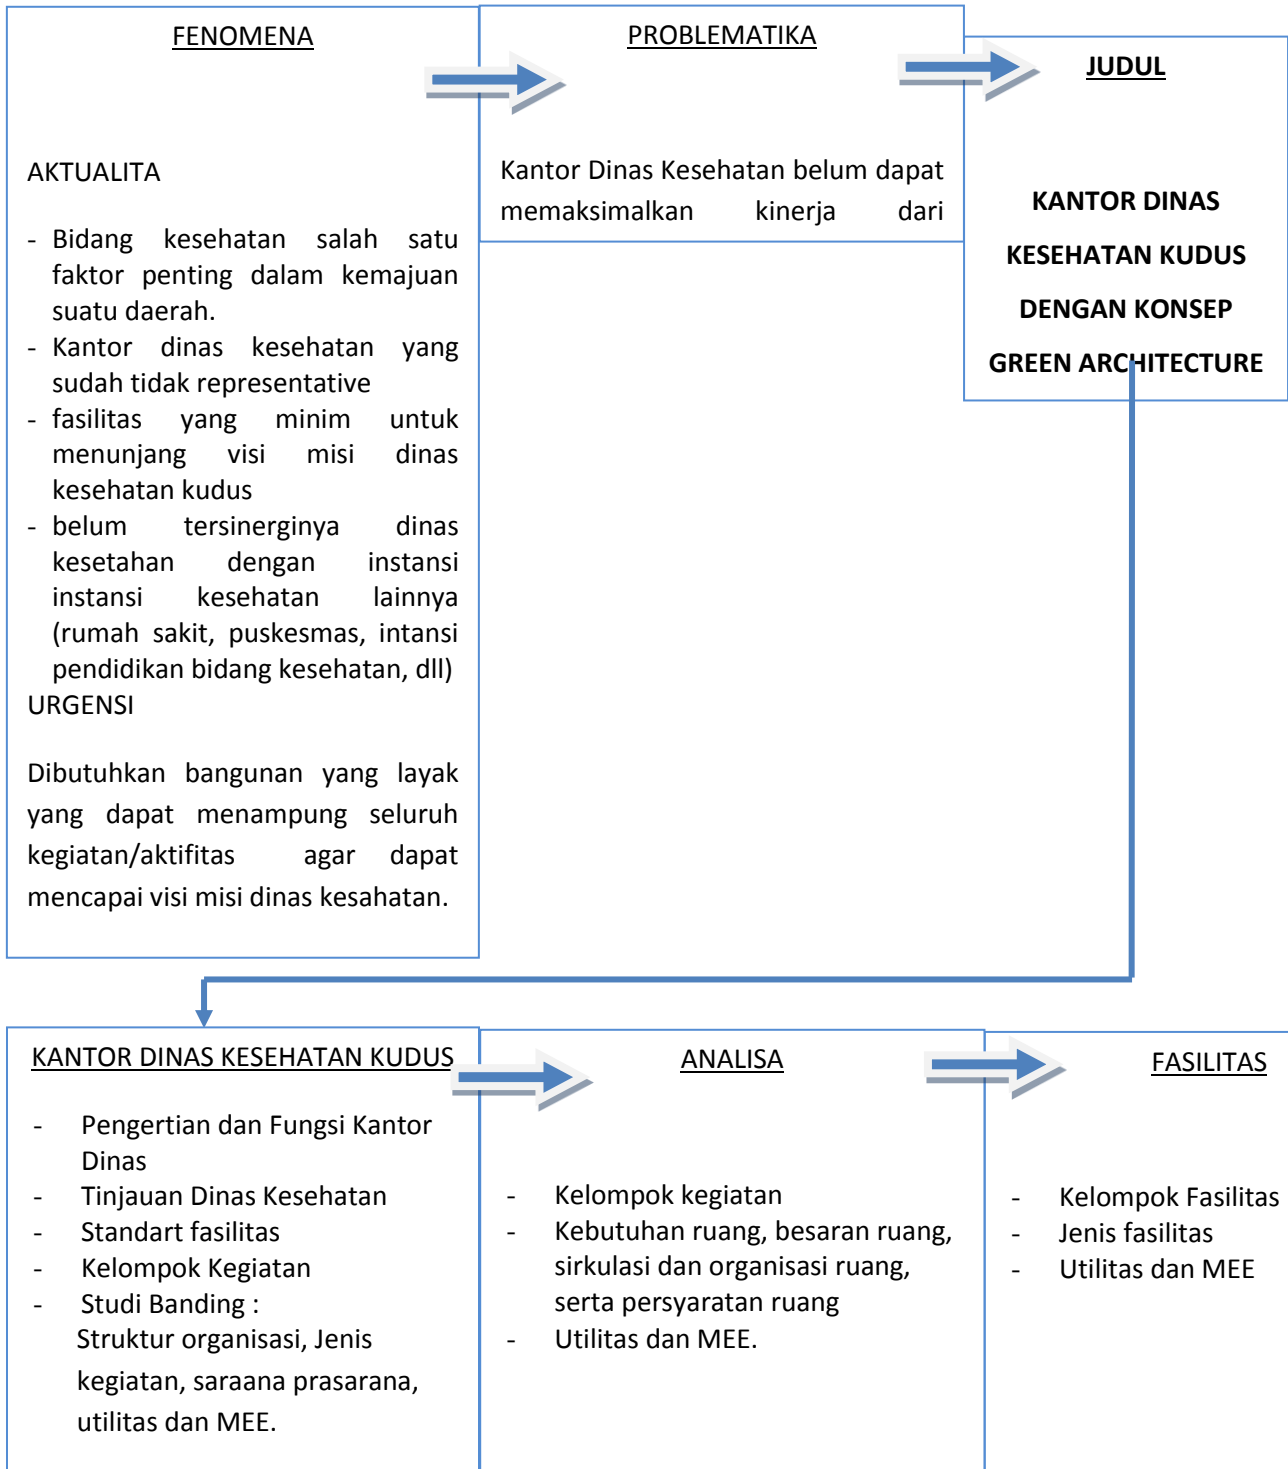 FENOMENA
AKTUALITA
- Bidang kesehatan salah satu
faktor penting dalam kemajuan
suatu daerah.
- Kantor dinas kesehatan yang
sudah tidak representative
- fasilitas yang minim untuk
menunjang visi misi dinas
kesehatan kudus
- belum tersinerginya dinas
kesetahan dengan instansi
instansi kesehatan lainnya
(rumah sakit, puskesmas, intansi
pendidikan bidang kesehatan, dll)
URGENSI
Dibutuhkan bangunan yang layak
yang dapat menampung seluruh
kegiatan/aktifitas agar dapat
mencapai visi misi dinas kesahatan.
PROBLEMATIKA
Kantor Dinas Kesehatan belum dapat
memaksimalkan kinerja dari
JUDUL
KANTOR DINAS
KESEHATAN KUDUS
DENGAN KONSEP
GREEN ARCHITECTURE
KANTOR DINAS KESEHATAN KUDUS
- Pengertian dan Fungsi Kantor
Dinas
- Tinjauan Dinas Kesehatan
- Standart fasilitas
- Kelompok Kegiatan
- Studi Banding :
Struktur organisasi, Jenis
kegiatan, saraana prasarana,
utilitas dan MEE.
ANALISA
- Kelompok kegiatan
- Kebutuhan ruang, besaran ruang,
sirkulasi dan organisasi ruang,
serta persyaratan ruang
- Utilitas dan MEE.
FASILITAS
- Kelompok Fasilitas
- Jenis fasilitas
- Utilitas dan MEE